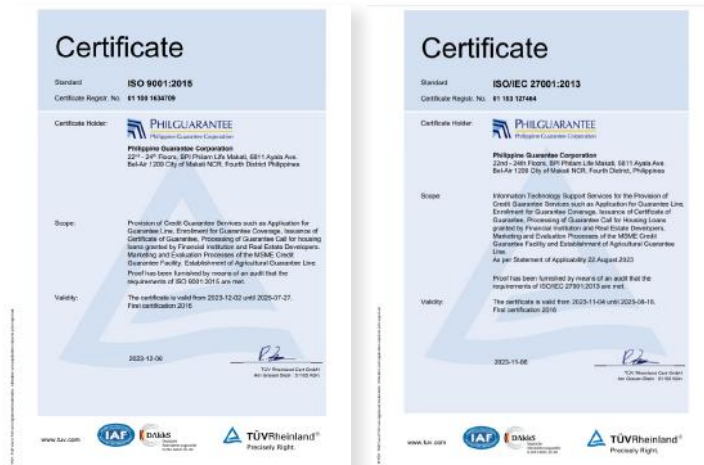 Certificate
Standard ISO 9001:2015
Certificate Registr. No. 01 100 1634709
Certificate Holder: PHILGUARANTEE
Philippine Guarantee Corporation
Philippine Guarantee Corporation
22nd - 24th Floors, BPI Philam Life Makati, 6811 Ayala Ave.
Bel-Air 1209 City of Makati NCR, Fourth District Philippines
Scope: Provision of Credit Guarantee Services such as Application for
Guarantee Line, Enrollment for Guarantee Coverage, Issuance of
Certificate of Guarantee, Processing of Guarantee Call for housing
loans granted by Financial Institution and Real Estate Developers.
Marketing and Evaluation Processes of the MSME Credit
Guarantee Facility. Establishment of Agricultural Guarantee Line
Proof has been furnished by means of an audit that the
requirements of ISO 9001:2015 are met.
Validity: The certificate is valid from 2023-12-02 until 2025-07-27.
First certification 2016
2023-12-06
TÜV Rheinland Cert GmbH
Am Grauen Stein · 51105 Köln
www.tuv.com
IAF
DAkkS
TÜVRheinland®
Precisely Right.
Certificate
Standard ISO/IEC 27001:2013
Certificate Registr. No. 01 153 127464
Certificate Holder: PHILGUARANTEE
Philippine Guarantee Corporation
Philippine Guarantee Corporation
22nd - 24th Floors, BPI Philam Life Makati, 6811 Ayala Ave.
Bel-Air 1209 City of Makati NCR, Fourth District, Philippines
Scope: Information Technology Support Services for the Provision of
Credit Guarantee Services such as Application for Guarantee Line,
Enrollment for Guarantee Coverage, Issuance of Certificate of
Guarantee, Processing of Guarantee Call for Housing Loans
granted by Financial Institution and Real Estate Developers.
Marketing and Evaluation Processes of the MSME Credit
Guarantee Facility and Establishment of Agricultural Guarantee
Line.
As per Statement of Applicability 22 August 2023
Proof has been furnished by means of an audit that the
requirements of ISO/IEC 27001:2013 are met.
Validity: The certificate is valid from 2023-11-04 until 2025-08-16.
First certification 2016
2023-11-06
TÜV Rheinland Cert GmbH
Am Grauen Stein · 51105 Köln
www.tuv.com
IAF
DAkkS
TÜVRheinland®
Precisely Right.